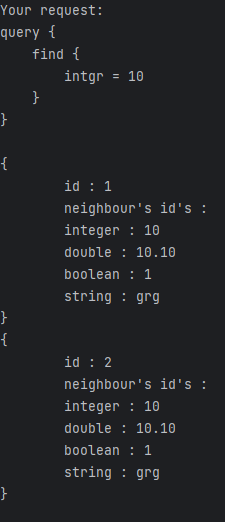 Your request:
query {
    find {
        intgr = 10
    }
}

{
        id : 1
        neighbour's id's :
        integer : 10
        double : 10.10
        boolean : 1
        string : grg
}
{
        id : 2
        neighbour's id's :
        integer : 10
        double : 10.10
        boolean : 1
        string : grg
}